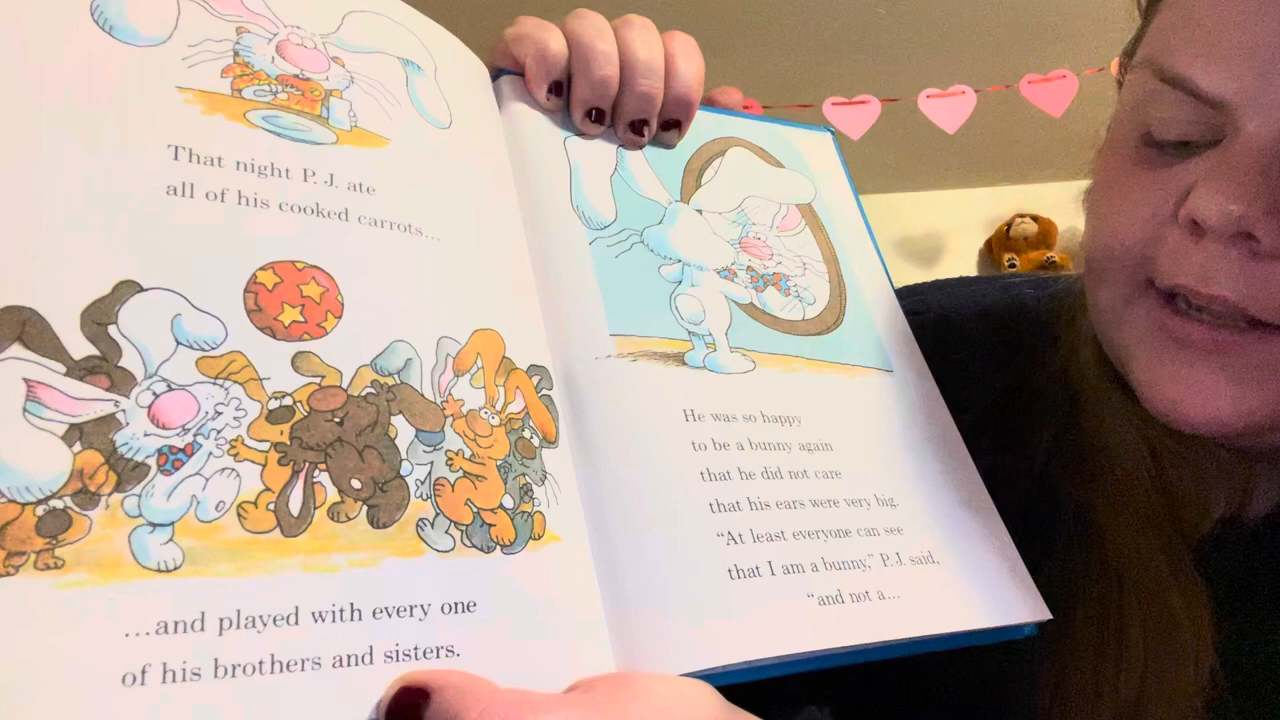 That night P. J. ate
all of his cooked carrots...
...and played with every one
of his brothers and sisters.
He was so happy
to be a bunny again
that he did not care
that his ears were very big.
“At least everyone can see
that I am a bunny,” P. J. said,
“and not a...